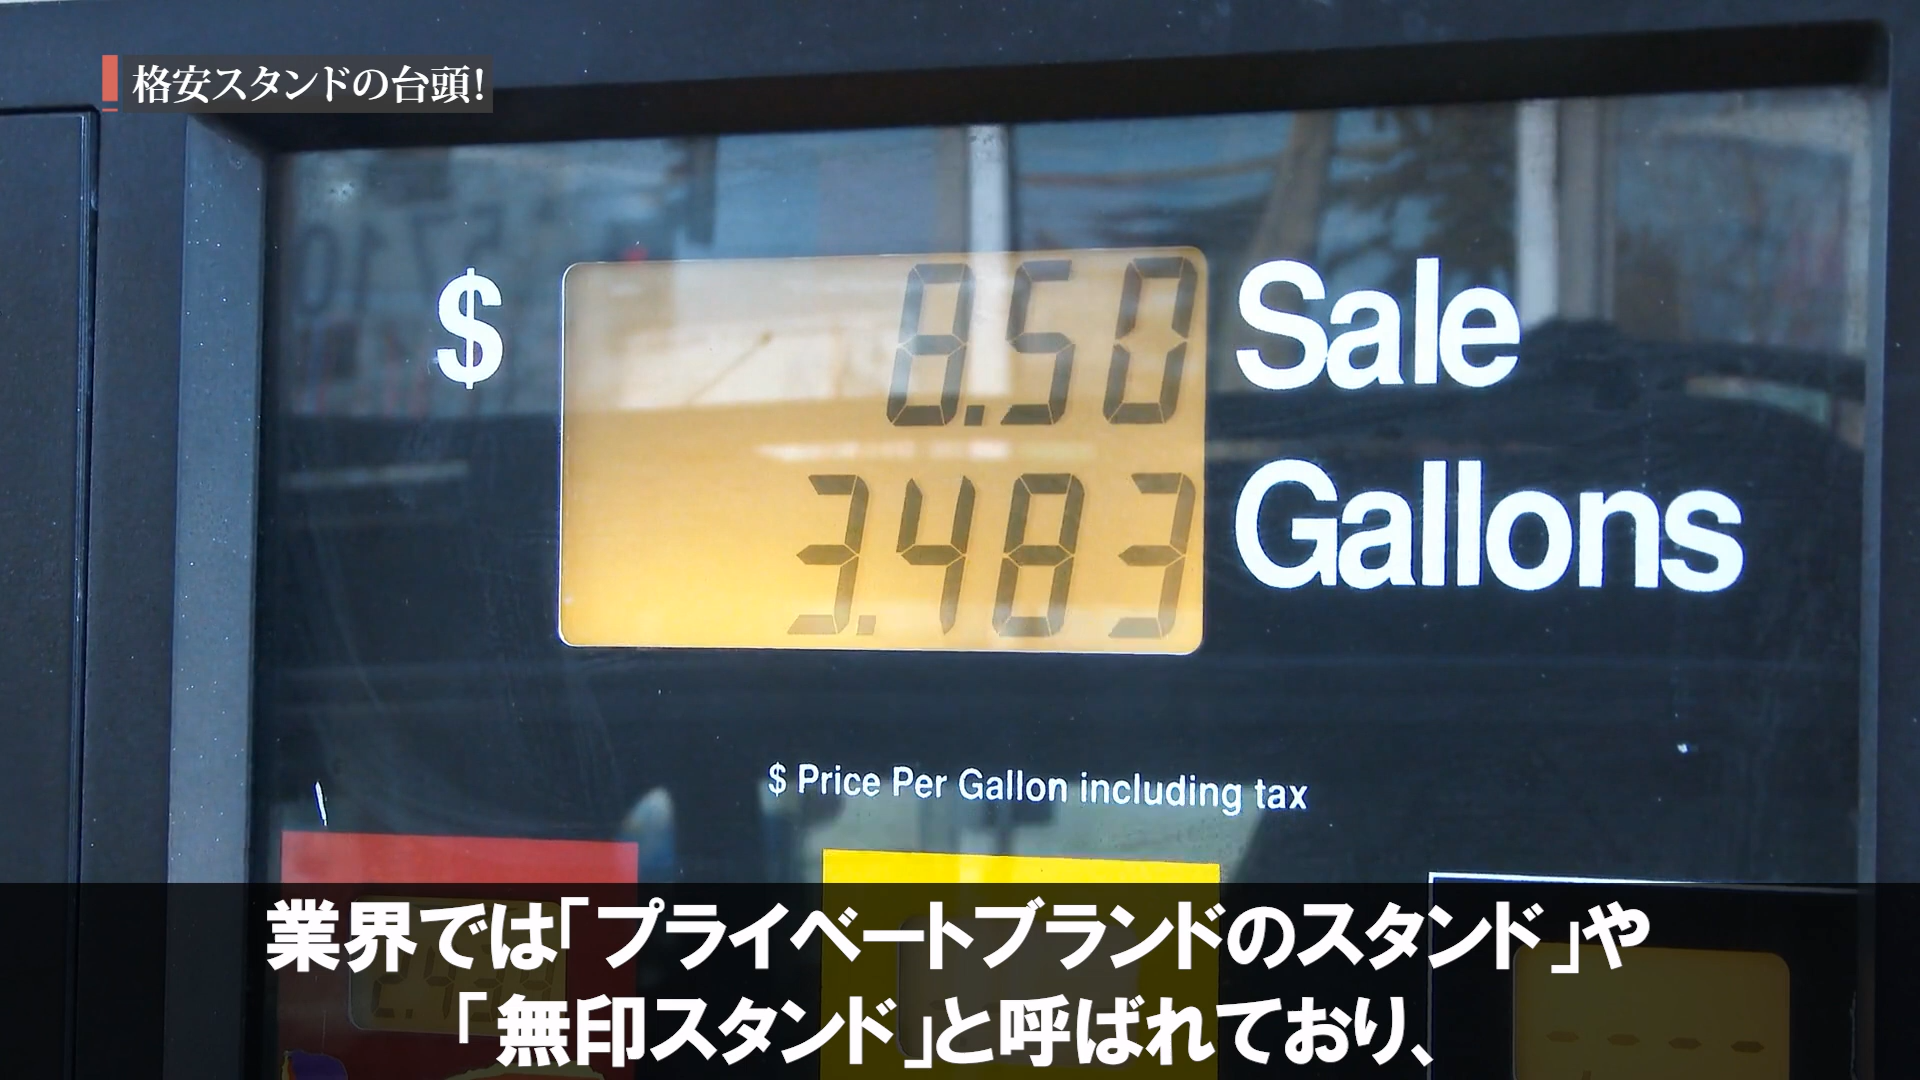 格安スタンドの台頭!
$ 8.50 Sale
3.483 Gallons
$ Price Per Gallon including tax
業界では「プライベートブランドのスタンド」や
「無印スタンド」と呼ばれており、